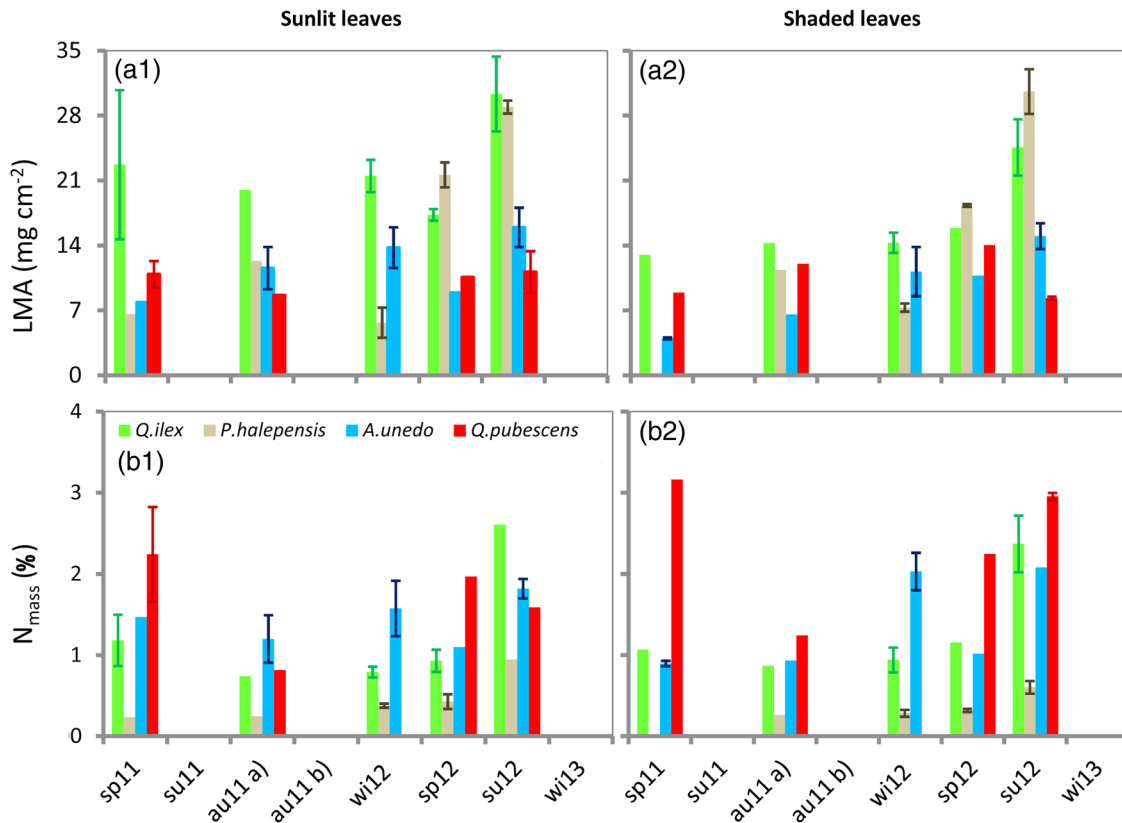 Sunlit leaves
Shaded leaves
(a1)
(a2)
LMA (mg cm⁻²)
35
28
21
14
7
0
Q.ilex P.halepensis A.unedo Q.pubescens
(b1)
(b2)
N mass (%)
4
3
2
1
0
sp11 su11 au11 a) au11 b) wi12 sp12 su12 wi13
sp11 su11 au11 a) au11 b) wi12 sp12 su12 wi13